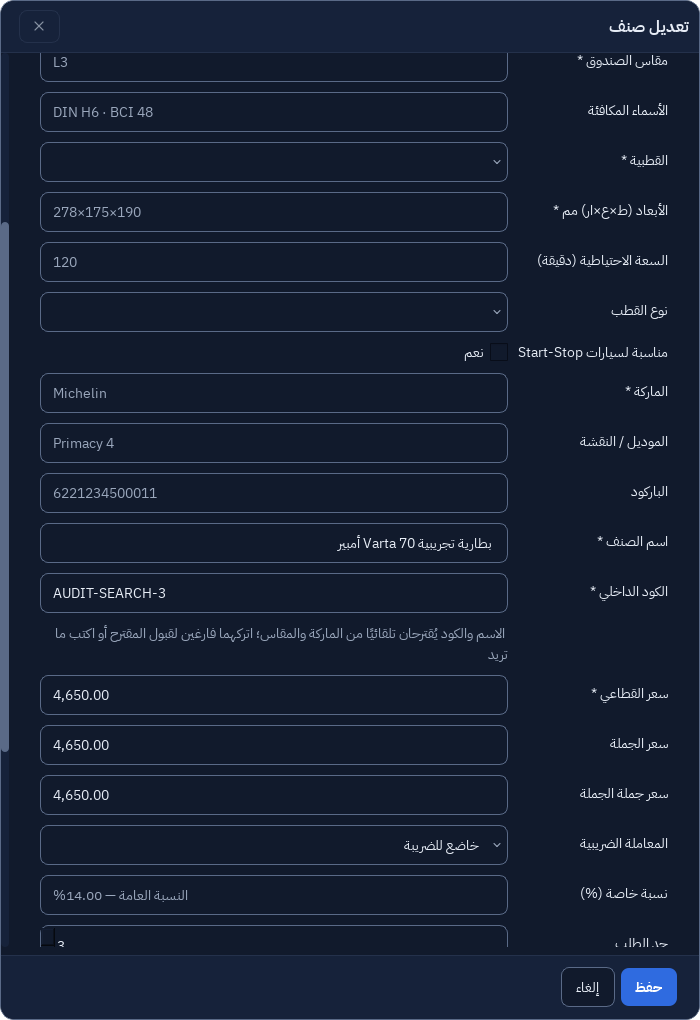 تعديل صنف ×
مقاس الصندوق * L3
الأسماء المكافئة DIN H6 · BCI 48
القطبية *
الأبعاد (ط×ع×ار) مم * 278×175×190
السعة الاحتياطية (دقيقة) 120
نوع القطب
مناسبة لسيارات Start-Stop نعم
الماركة * Michelin
الموديل / النقشة Primacy 4
الباركود 6221234500011
اسم الصنف * بطارية تجريبية Varta 70 أمبير
الكود الداخلي * AUDIT-SEARCH-3
الاسم والكود يُقترحان تلقائيًا من الماركة والمقاس؛ اتركهما فارغين لقبول المقترح أو اكتب ما
تريد
سعر القطاعي * 4,650.00
سعر الجملة 4,650.00
سعر جملة الجملة 4,650.00
المعاملة الضريبية خاضع للضريبة
نسبة خاصة (%) النسبة العامة — 14.00%
حد الطلب 3
حفظ إلغاء